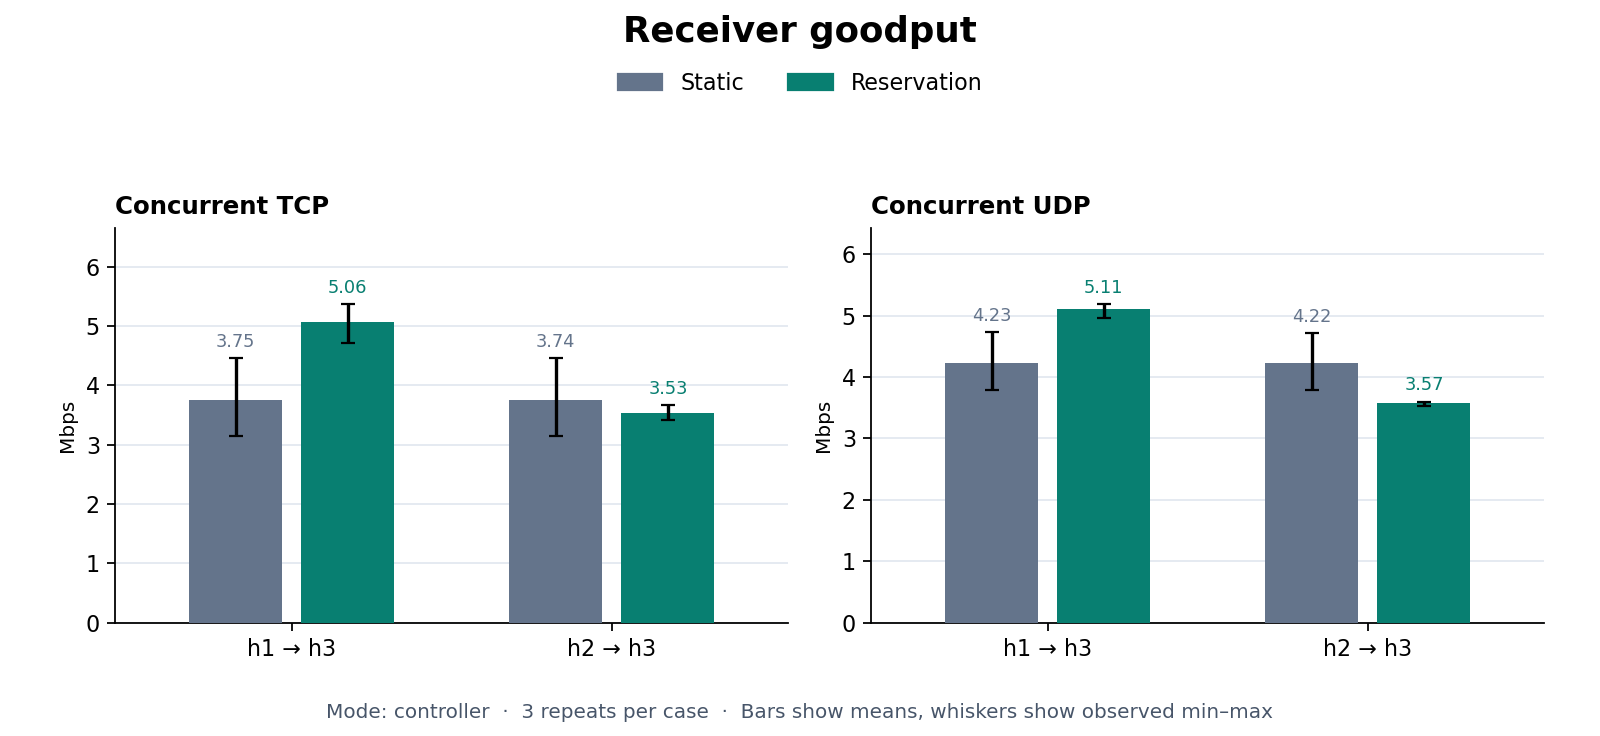 Receiver goodput
Static Reservation
Concurrent TCP
Mbps
6
5
4
3
2
1
0
3.75
5.06
3.74
3.53
h1 → h3
h2 → h3
Concurrent UDP
Mbps
6
5
4
3
2
1
0
4.23
5.11
4.22
3.57
h1 → h3
h2 → h3
Mode: controller · 3 repeats per case · Bars show means, whiskers show observed min–max